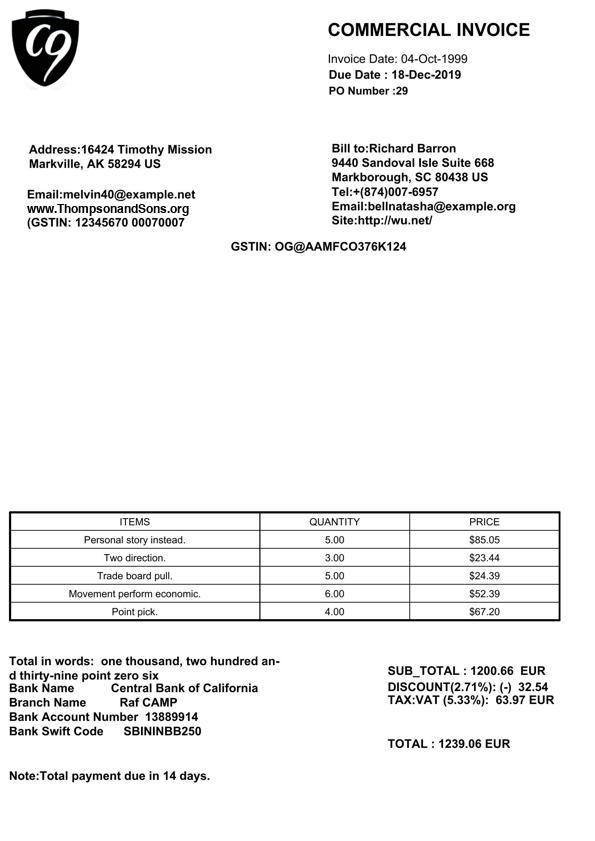 C9
COMMERCIAL INVOICE
Invoice Date: 04-Oct-1999
Due Date : 18-Dec-2019
PO Number :29
Address:16424 Timothy Mission
Markville, AK 58294 US
Email:melvin40@example.net
www.ThompsonandSons.org
(GSTIN: 12345670 00070007
Bill to:Richard Barron
9440 Sandoval Isle Suite 668
Markborough, SC 80438 US
Tel:+(874)007-6957
Email:bellnatasha@example.org
Site:http://wu.net/
GSTIN: OG@AAMFCO376K124
ITEMS QUANTITY PRICE
Personal story instead. 5.00 $85.05
Two direction. 3.00 $23.44
Trade board pull. 5.00 $24.39
Movement perform economic. 6.00 $52.39
Point pick. 4.00 $67.20
Total in words: one thousand, two hundred an-
d thirty-nine point zero six
Bank Name Central Bank of California
Branch Name Raf CAMP
Bank Account Number 13889914
Bank Swift Code SBININBB250
SUB_TOTAL : 1200.66 EUR
DISCOUNT(2.71%): (-) 32.54
TAX:VAT (5.33%): 63.97 EUR
TOTAL : 1239.06 EUR
Note:Total payment due in 14 days.